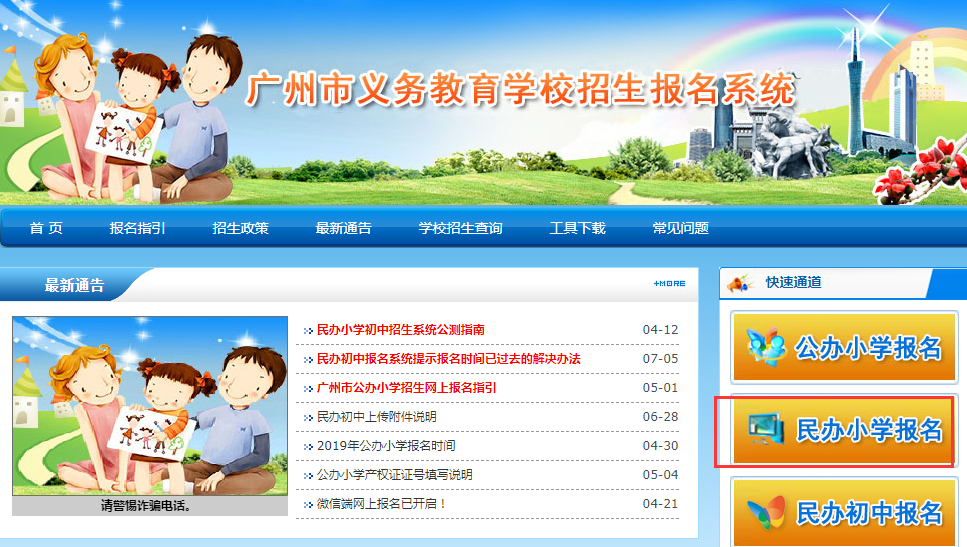 广州市义务教育学校招生报名系统
首 页 报名指引 招生政策 最新通告 学校招生查询 工具下载 常见问题
最新通告 +MORE
民办小学初中招生系统公测指南 04-12
民办初中报名系统提示报名时间已过去的解决办法 07-05
广州市公办小学招生网上报名指引 05-01
民办初中上传附件说明 06-28
2019年公办小学报名时间 04-30
公办小学产权证证号填写说明 05-04
微信端网上报名已开启！ 04-21
请警惕诈骗电话。
快速通道
公办小学报名
民办小学报名
民办初中报名